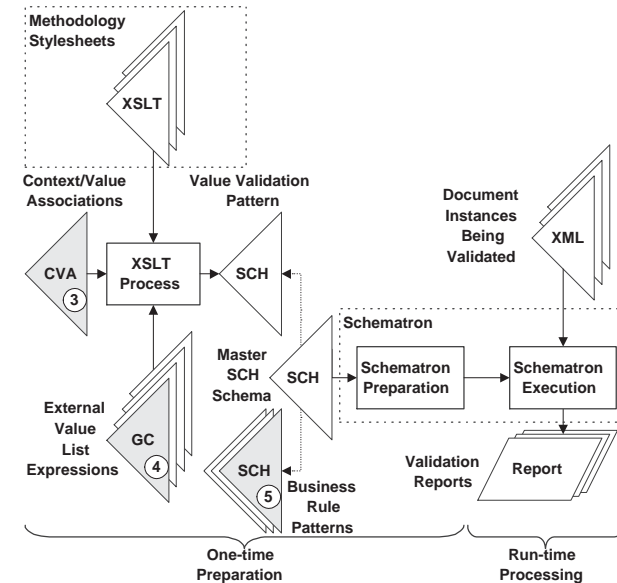 Methodology
Stylesheets
XSLT
Context/Value
Associations
Value Validation
Pattern
Document
Instances
Being
Validated
XML
CVA
3
XSLT
Process
SCH
Schematron
Master
SCH
Schema
SCH
Schematron
Preparation
Schematron
Execution
External
Value
List
Expressions
GC
4
SCH
5
Business
Rule
Patterns
Validation
Reports
Report
One-time
Preparation
Run-time
Processing